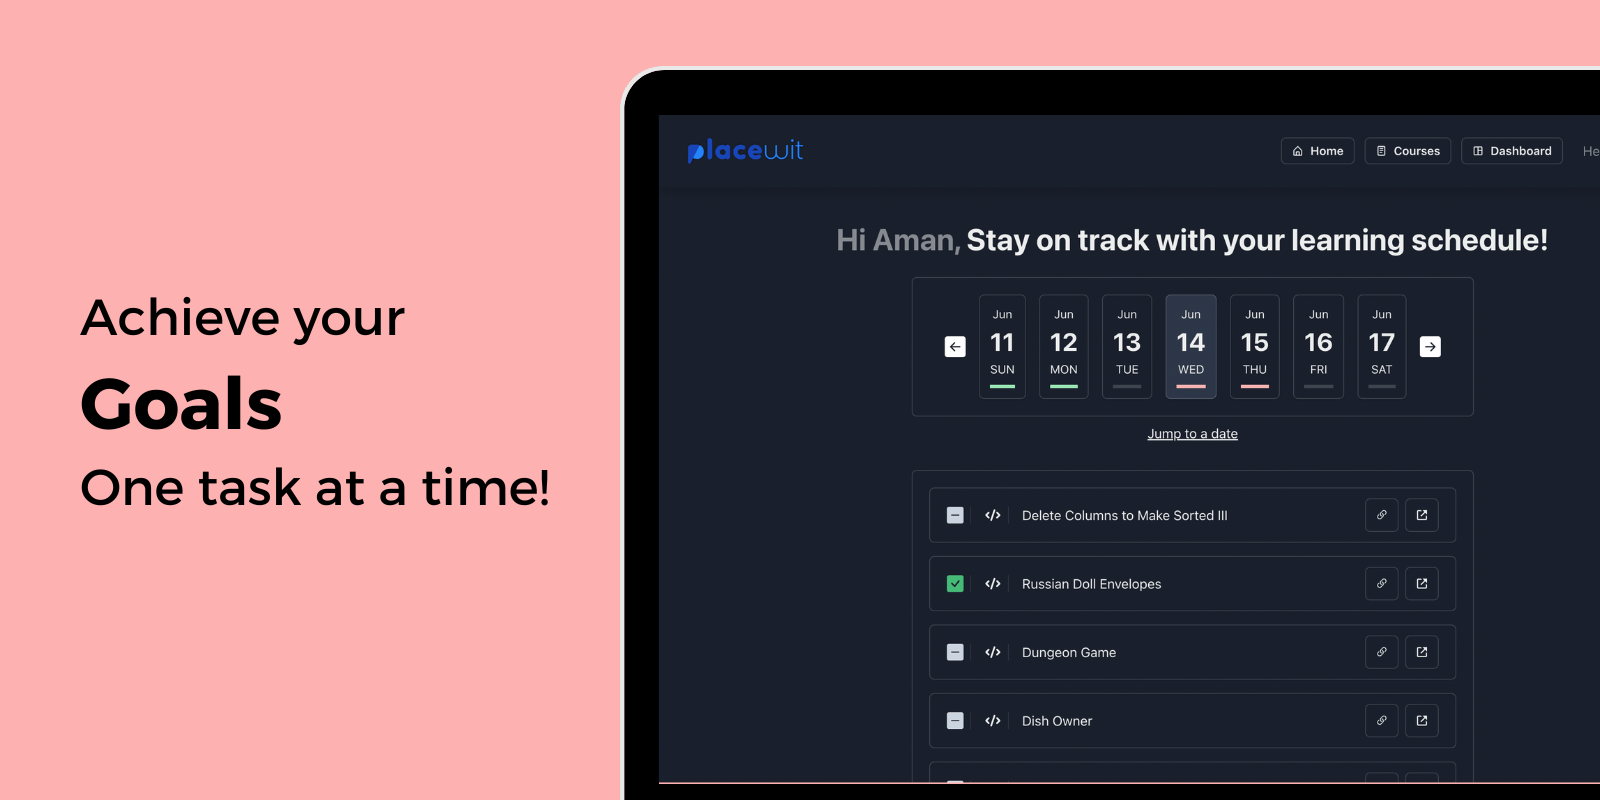 Achieve your
Goals
One task at a time!
placewit
Home
Courses
Dashboard
He
Hi Aman, Stay on track with your learning schedule!
Jun Jun Jun Jun Jun Jun Jun
11 12 13 14 15 16 17
SUN MON TUE WED THU FRI SAT
Jump to a date
</> Delete Columns to Make Sorted III
</> Russian Doll Envelopes
</> Dungeon Game
</> Dish Owner